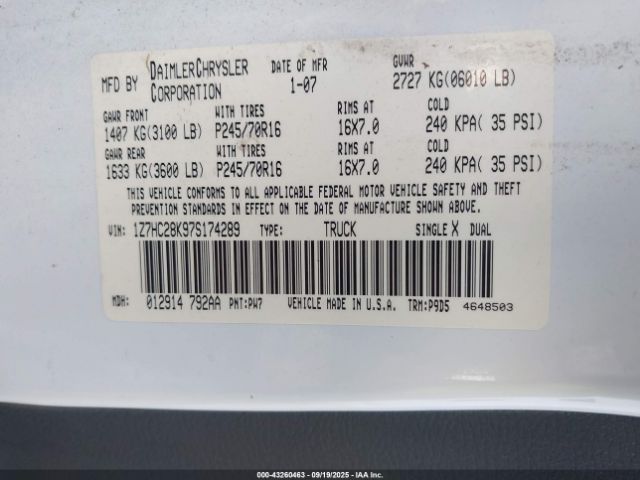 MFD BY DAIMLERCHRYSLER CORPORATION DATE OF MFR 1-07 GVWR 2727 KG(06010 LB)
GAWR FRONT WITH TIRES RIMS AT COLD
1407 KG(3100 LB) P245/70R16 16X7.0 240 KPA( 35 PSI)
GAWR REAR WITH TIRES RIMS AT COLD
1633 KG(3600 LB) P245/70R16 16X7.0 240 KPA( 35 PSI)
THIS VEHICLE CONFORMS TO ALL APPLICABLE FEDERAL MOTOR VEHICLE SAFETY AND THEFT
PREVENTION STANDARDS IN EFFECT ON THE DATE OF MANUFACTURE SHOWN ABOVE.
VIN: 1Z7HC28K97S174289 TYPE: TRUCK SINGLE X DUAL
MDH: 012914 792AA PNT:PW7 VEHICLE MADE IN U.S.A. TRM:P9D5 4648503
000-43260463 - 09/19/2025 - IAA Inc.